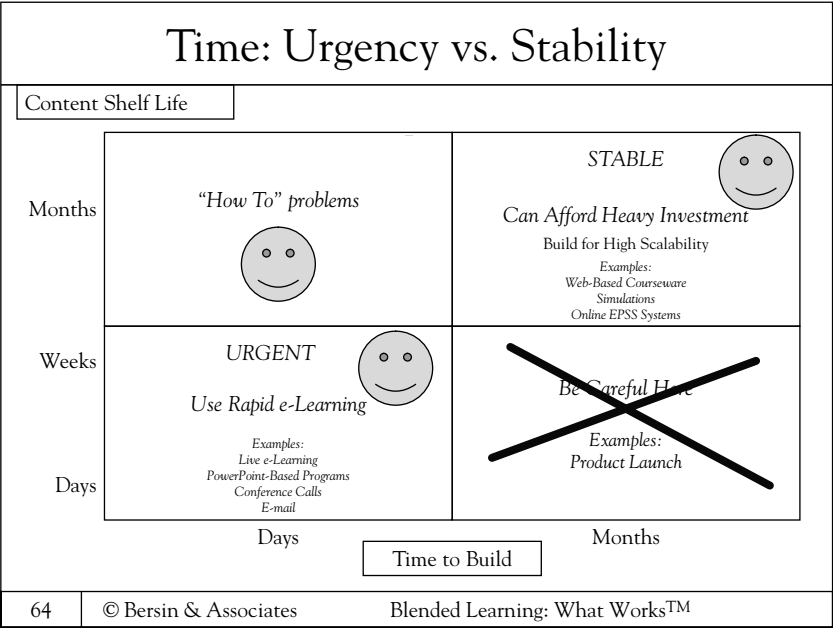 Time: Urgency vs. Stability
Content Shelf Life
Months
Weeks
Days
“How To” problems
STABLE
Can Afford Heavy Investment
Build for High Scalability
Examples:
Web-Based Courseware
Simulations
Online EPSS Systems
URGENT
Use Rapid e-Learning
Examples:
Live e-Learning
PowerPoint-Based Programs
Conference Calls
E-mail
Be Careful Here
Examples:
Product Launch
Days
Months
Time to Build
64
© Bersin & Associates
Blended Learning: What Works™